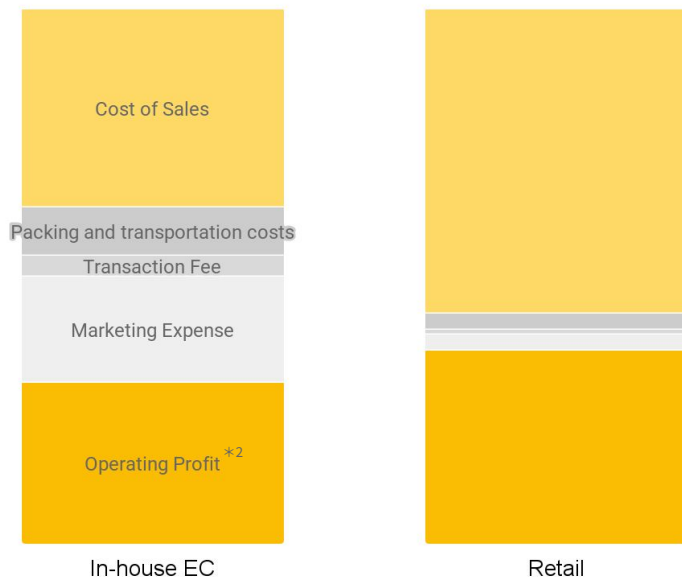 Cost of Sales
Packing and transportation costs
Transaction Fee
Marketing Expense
Operating Profit *2
In-house EC
Retail